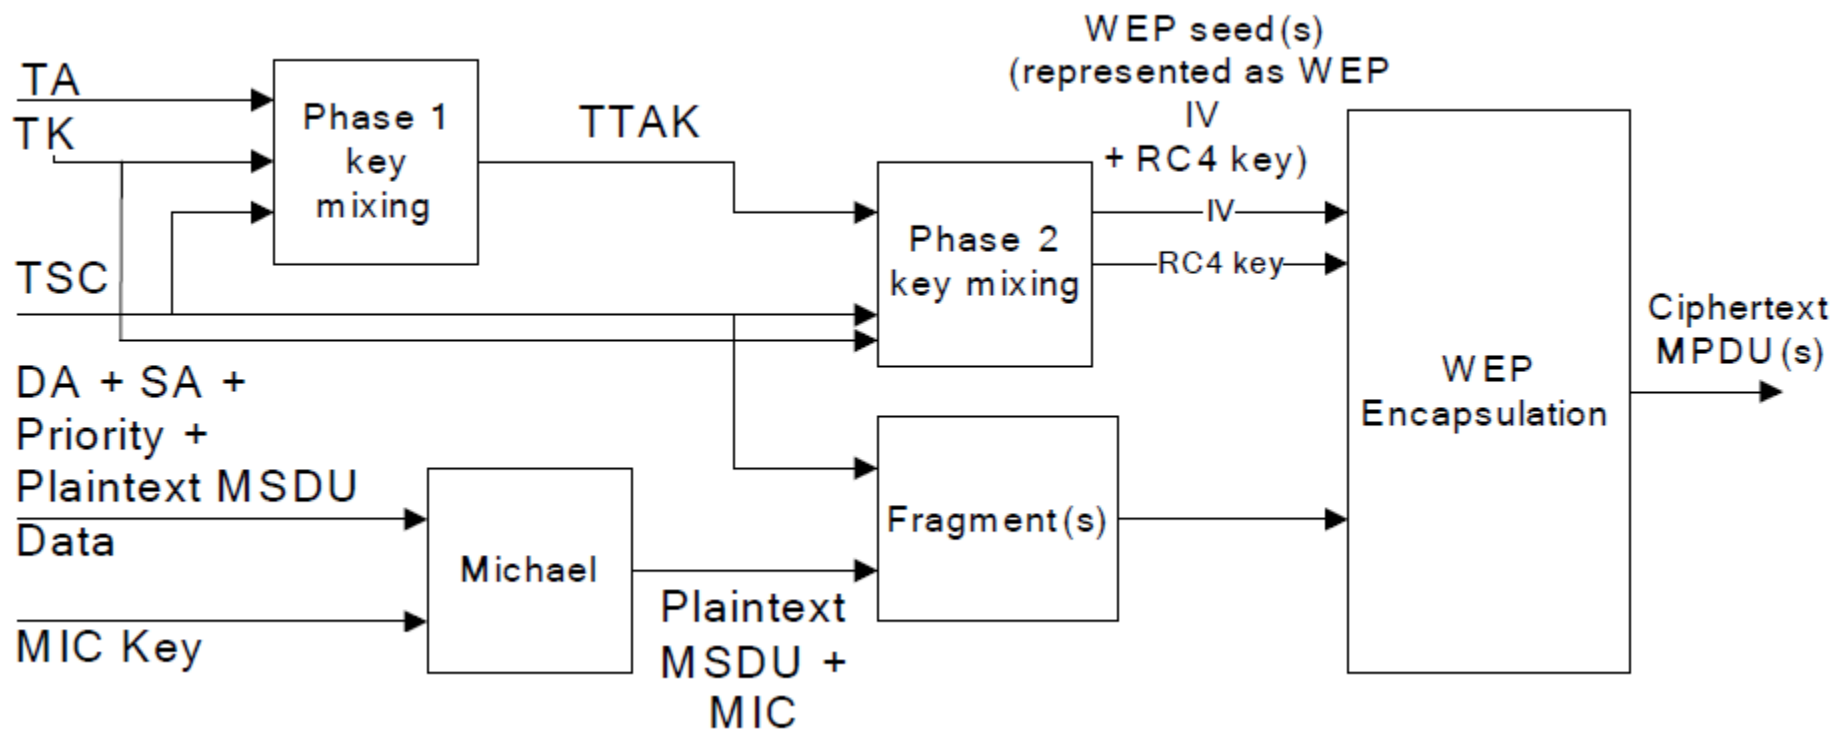 TA
TK
TSC
DA + SA +
Priority +
Plaintext MSDU
Data
MIC Key
Phase 1
key
mixing
TTAK
Michael
Plaintext
MSDU +
MIC
Phase 2
key mixing
Fragment(s)
WEP seed(s)
(represented as WEP
IV
+ RC4 key)
IV
RC4 key
WEP
Encapsulation
Ciphertext
MPDU(s)